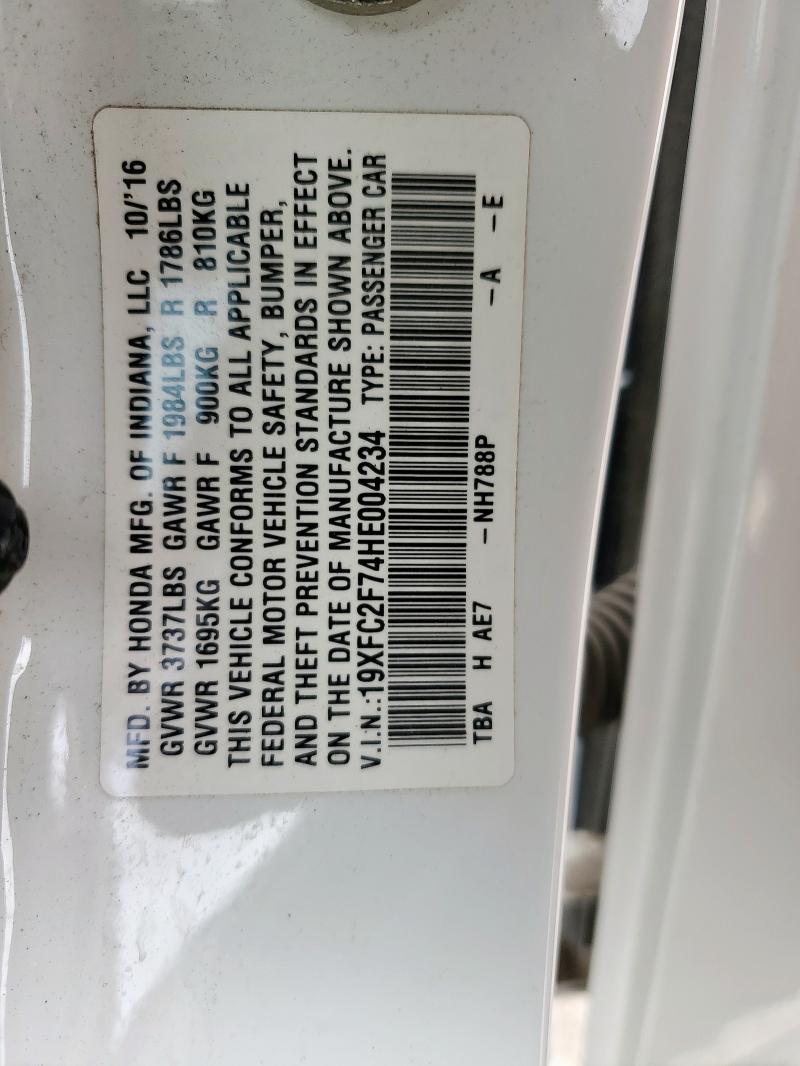 MFD. BY HONDA MFG. OF INDIANA, LLC 10/'16
GVWR 3737LBS GAWR F 1984LBS R 1786LBS
GVWR 1695KG GAWR F 900KG R 810KG
THIS VEHICLE CONFORMS TO ALL APPLICABLE
FEDERAL MOTOR VEHICLE SAFETY, BUMPER,
AND THEFT PREVENTION STANDARDS IN EFFECT
ON THE DATE OF MANUFACTURE SHOWN ABOVE.
V.I.N.:19XFC2F74HE004234 TYPE: PASSENGER CAR
TBA H AE7 –NH788P –A –E